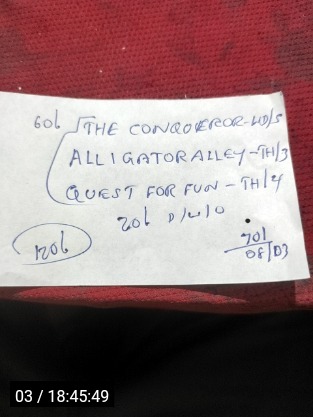 60L THE CONQUEROR-WD/5
ALLIGATOR ALLEY-TH/3
QUEST FOR FUN-TH/4
20L D/W/O
120L
70/
08/03
03 / 18:45:49